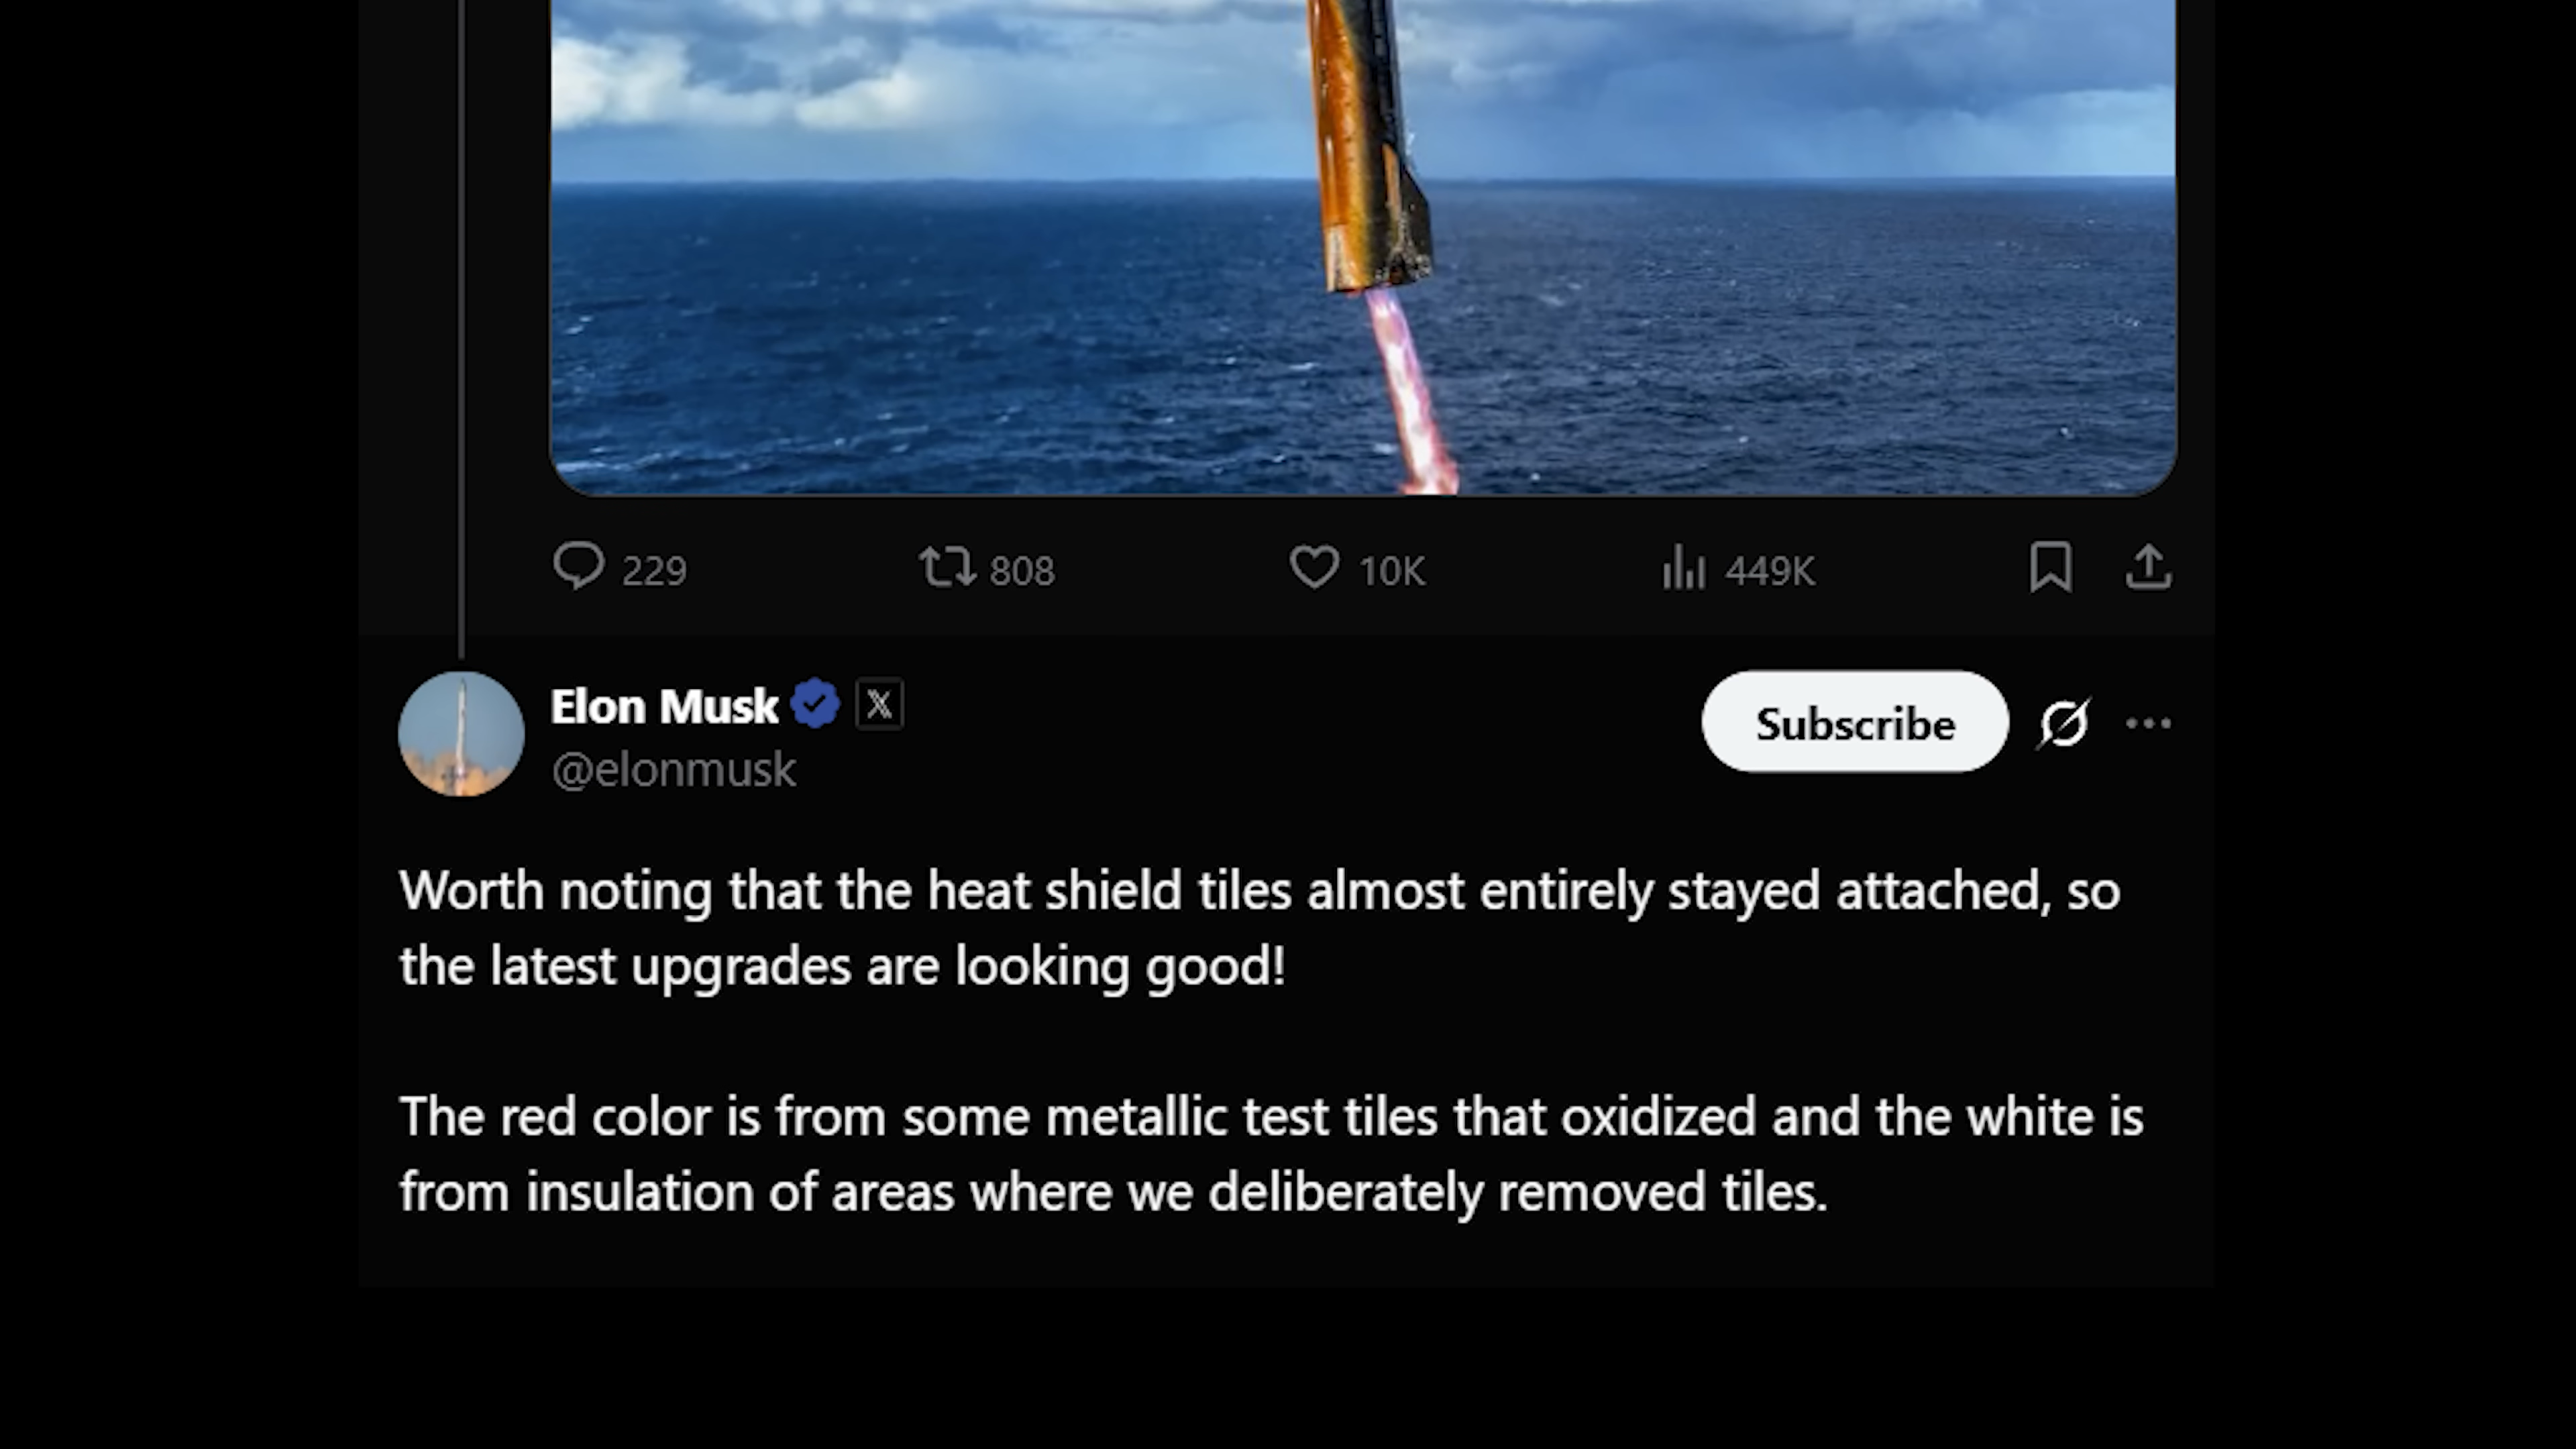 229 808 10K 449K
Elon Musk
Subscribe
@elonmusk
Worth noting that the heat shield tiles almost entirely stayed attached, so
the latest upgrades are looking good!
The red color is from some metallic test tiles that oxidized and the white is
from insulation of areas where we deliberately removed tiles.